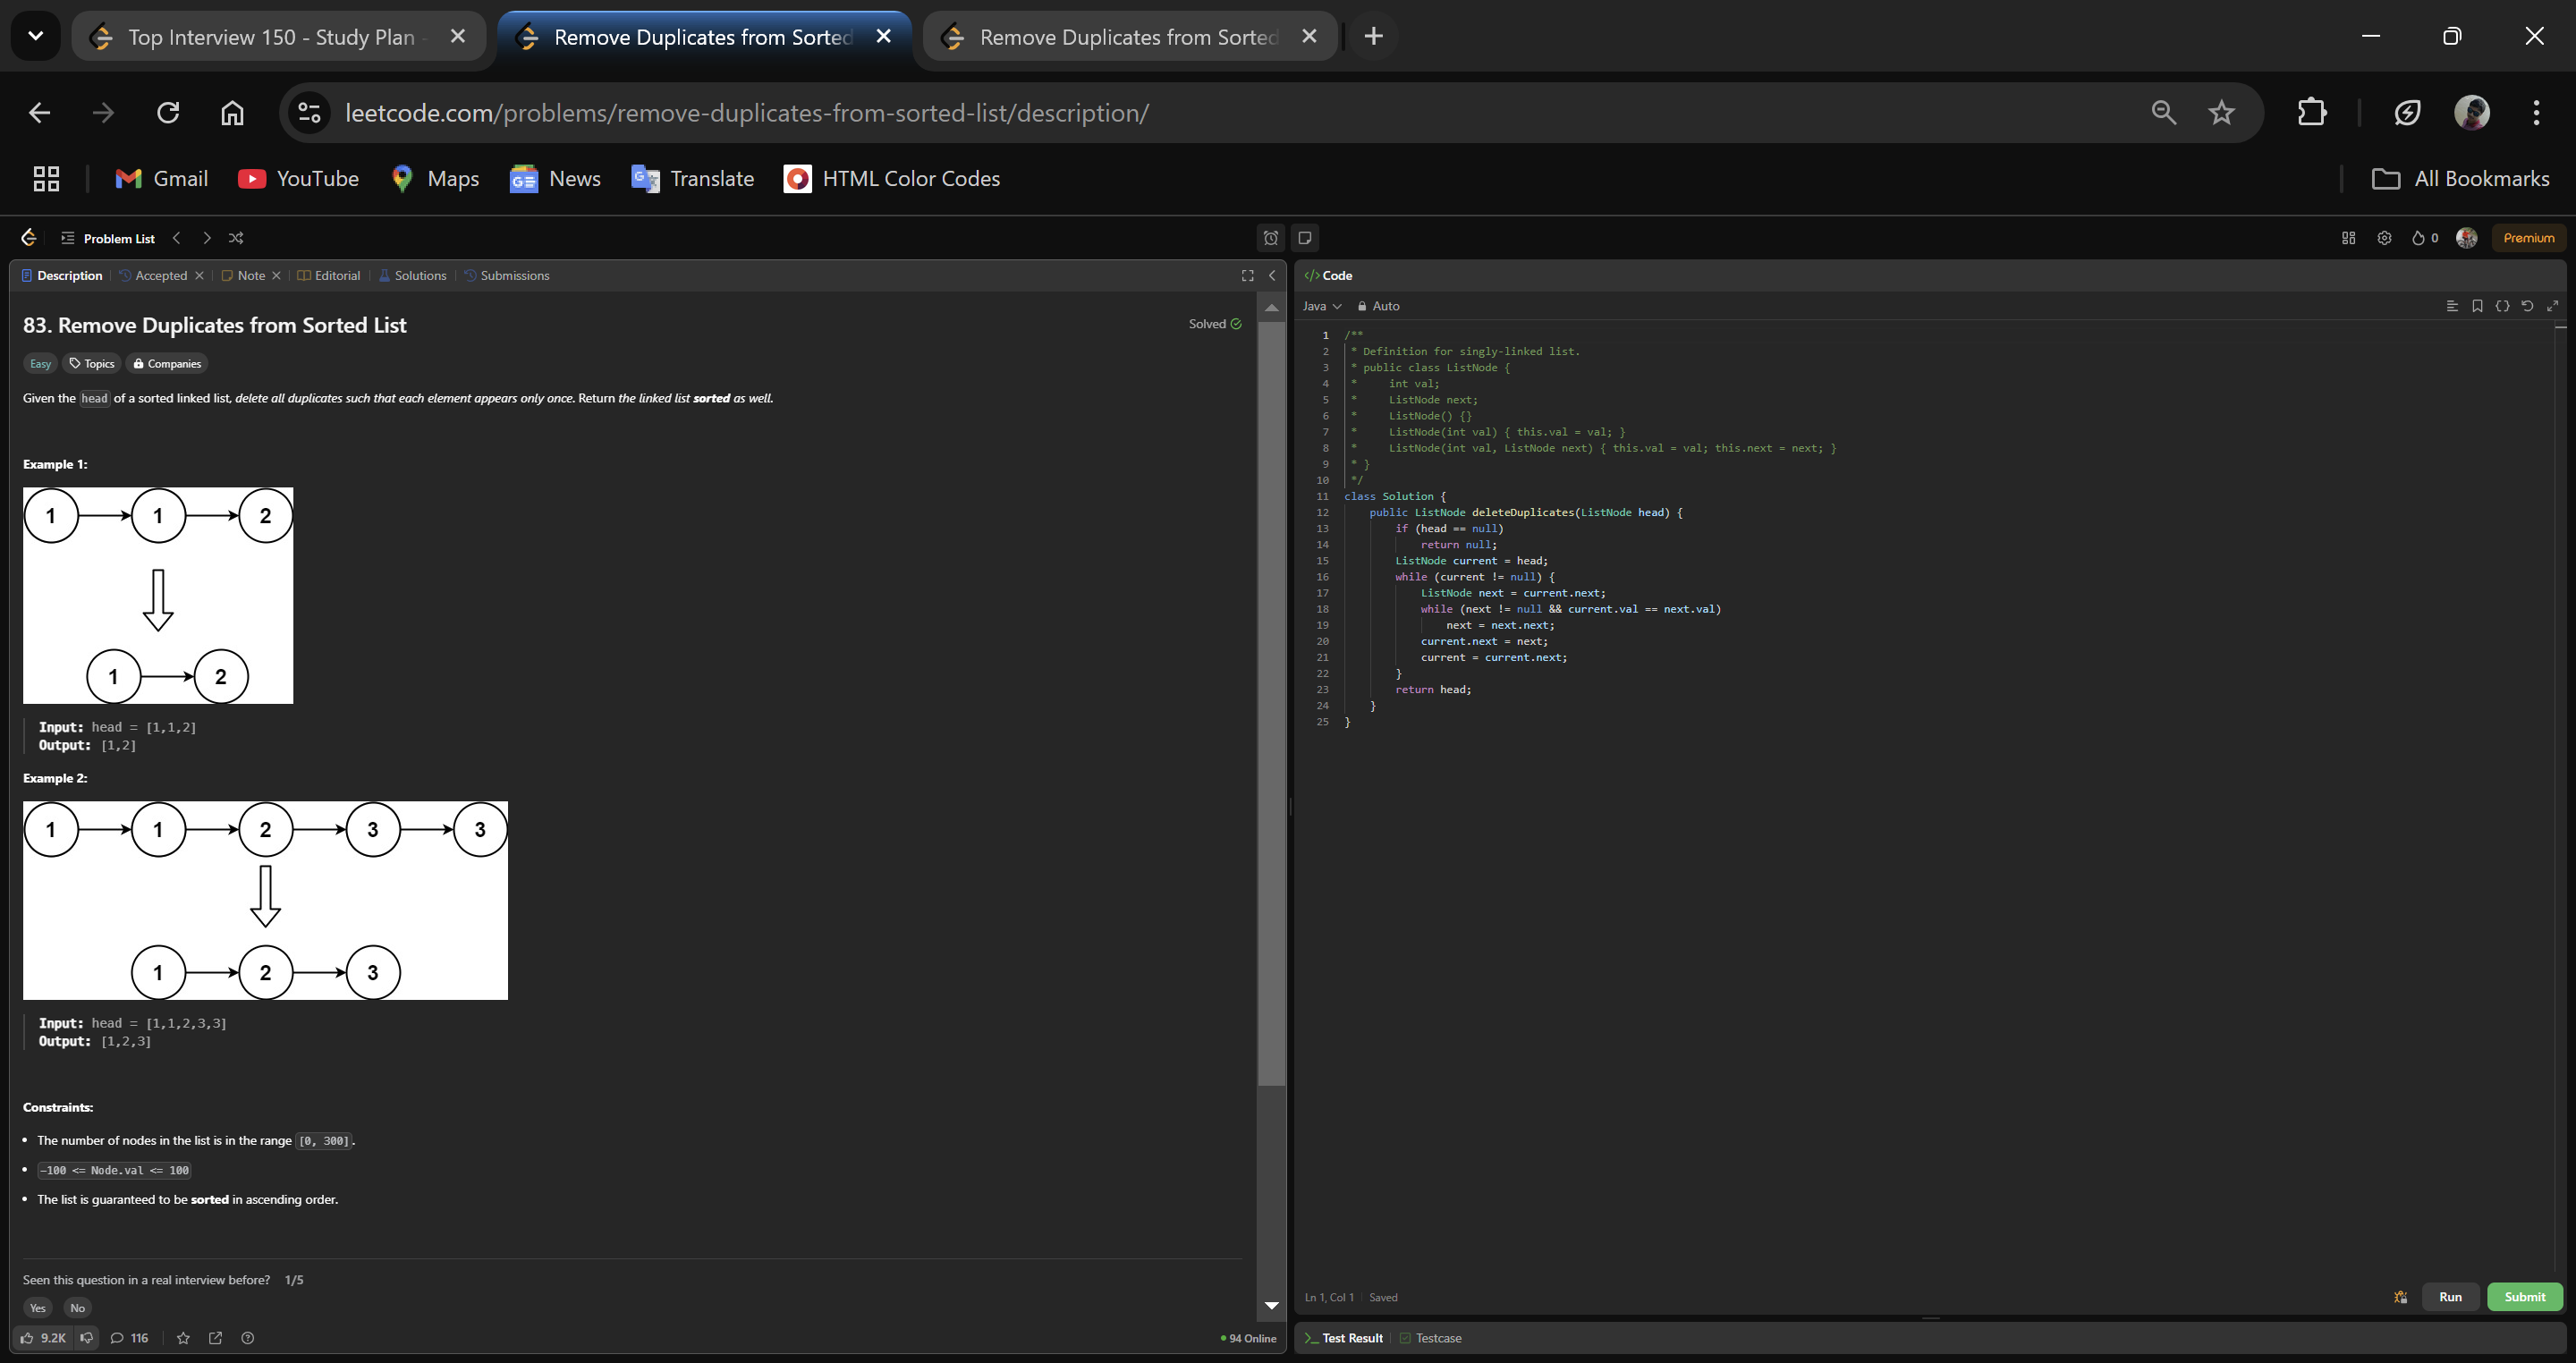 Top Interview 150 - Study Plan -
Remove Duplicates from Sorted
Remove Duplicates from Sorted
leetcode.com/problems/remove-duplicates-from-sorted-list/description/
Gmail
YouTube
Maps
News
Translate
HTML Color Codes
All Bookmarks
Problem List
0
Premium
Description
Accepted
Note
Editorial
Solutions
Submissions
83. Remove Duplicates from Sorted List
Solved
Easy
Topics
Companies
Given the head of a sorted linked list, delete all duplicates such that each element appears only once. Return the linked list sorted as well.
Example 1:
1 1 2
1 2
Input: head = [1,1,2]
Output: [1,2]
Example 2:
1 1 2 3 3
1 2 3
Input: head = [1,1,2,3,3]
Output: [1,2,3]
Constraints:
• The number of nodes in the list is in the range [0, 300].
• -100 <= Node.val <= 100
• The list is guaranteed to be sorted in ascending order.
Seen this question in a real interview before? 1/5
Yes No
9.2K
116
94 Online
</> Code
Java
Auto
1 /**
2  * Definition for singly-linked list.
3  * public class ListNode {
4  *     int val;
5  *     ListNode next;
6  *     ListNode() {}
7  *     ListNode(int val) { this.val = val; }
8  *     ListNode(int val, ListNode next) { this.val = val; this.next = next; }
9  * }
10  */
11 class Solution {
12     public ListNode deleteDuplicates(ListNode head) {
13         if (head == null)
14             return null;
15         ListNode current = head;
16         while (current != null) {
17             ListNode next = current.next;
18             while (next != null && current.val == next.val)
19                 next = next.next;
20             current.next = next;
21             current = current.next;
22         }
23         return head;
24     }
25 }
Ln 1, Col 1
Saved
Run
Submit
>_ Test Result
Testcase